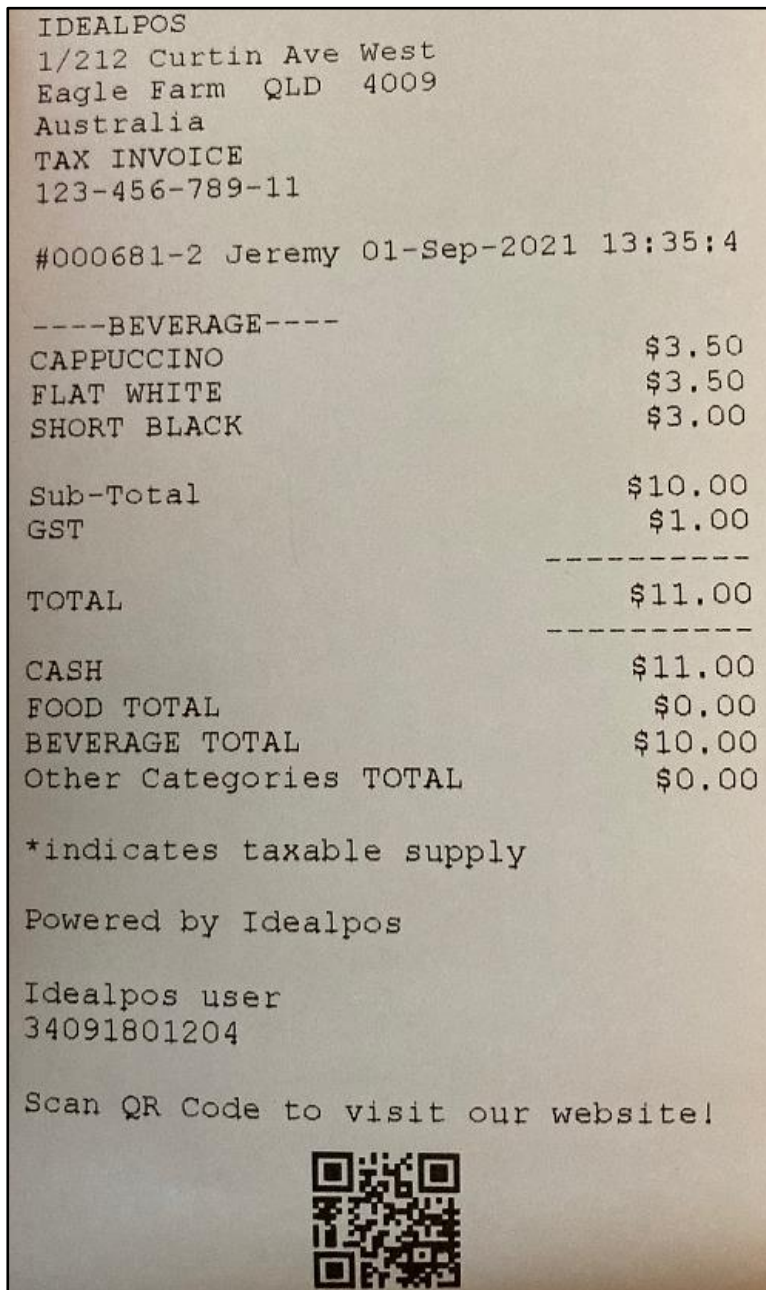 IDEALPOS
1/212 Curtin Ave West
Eagle Farm  QLD  4009
Australia
TAX INVOICE
123-456-789-11
#000681-2 Jeremy 01-Sep-2021 13:35:4
----BEVERAGE----
CAPPUCCINO $3.50
FLAT WHITE $3.50
SHORT BLACK $3.00
Sub-Total $10.00
GST $1.00
----------
TOTAL $11.00
----------
CASH $11.00
FOOD TOTAL $0.00
BEVERAGE TOTAL $10.00
Other Categories TOTAL $0.00
*indicates taxable supply
Powered by Idealpos
Idealpos user
34091801204
Scan QR Code to visit our website!